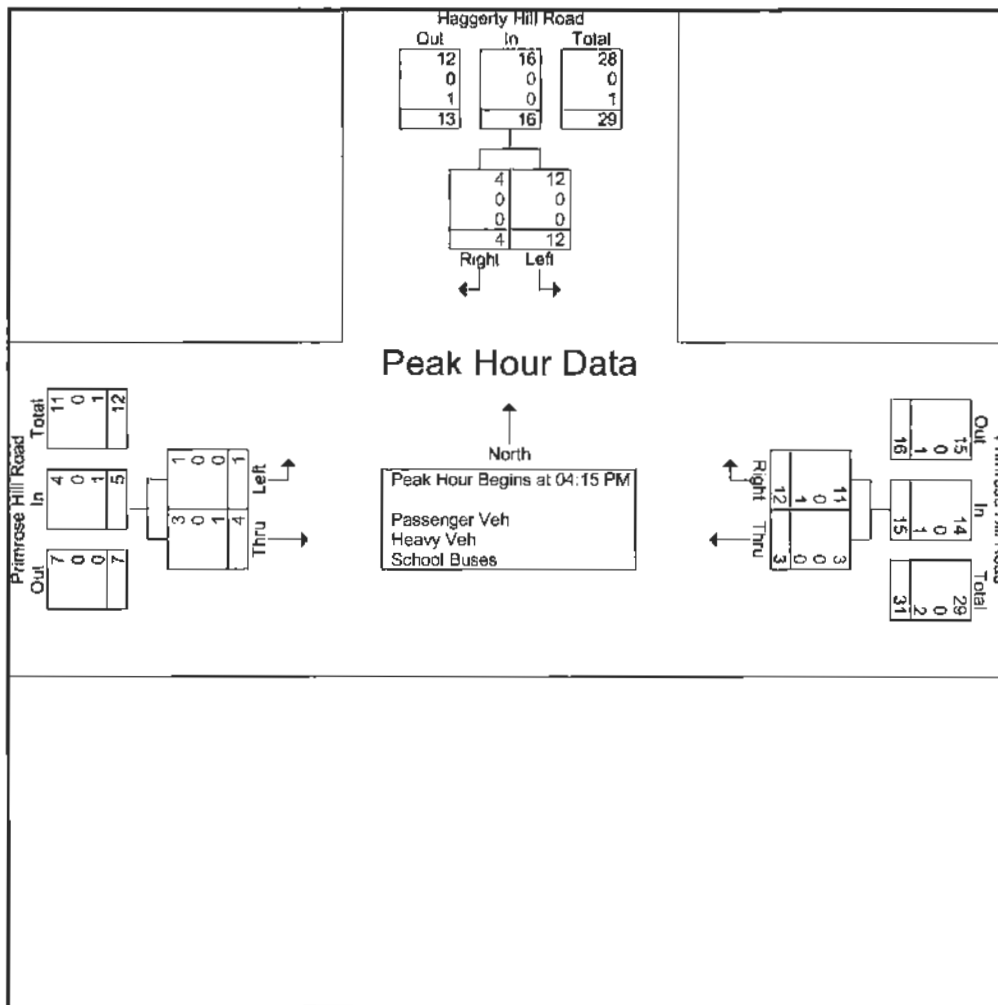 Haggerty Hill Road
Out In Total
12 16 28
0 0 0
1 0 1
13 16 29
4 12
0 0
0 0
4 12
Right Left
Peak Hour Data
North
Peak Hour Begins at 04:15 PM
Passenger Veh
Heavy Veh
School Buses
Primrose Hill Road
Total
11 0 1 12
In
4 0 1 5
Out
7 0 0 7
Left
1 0 0 1
Thru
3 0 1 4
Right
11 0 1 12
Thru
3 0 0 3
Primrose Hill Road
Out
15 0 1 16
In
14 0 1 15
Total
29 0 2 31